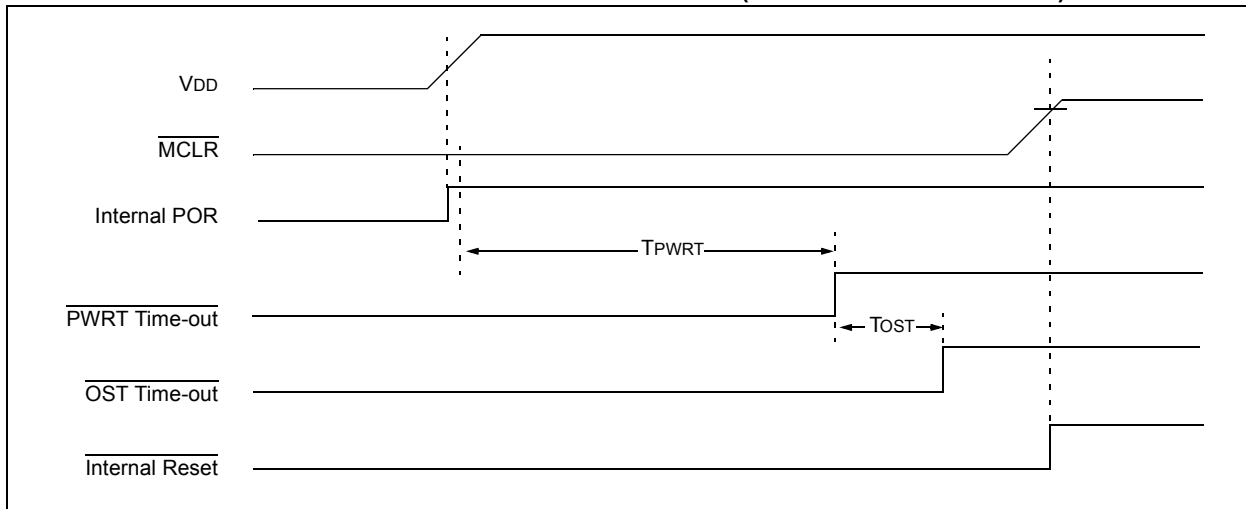 VDD
MCLR
Internal POR
TPWRT
PWRT Time-out
TOST
OST Time-out
Internal Reset